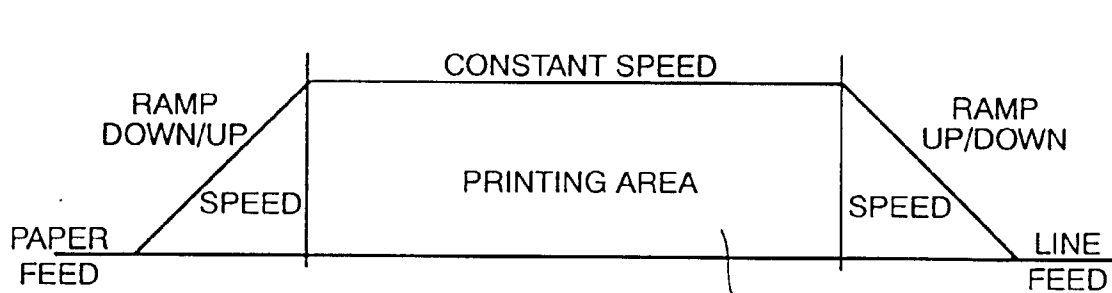 CONSTANT SPEED
RAMP
DOWN/UP
RAMP
UP/DOWN
PRINTING AREA
SPEED
SPEED
PAPER
FEED
LINE
FEED